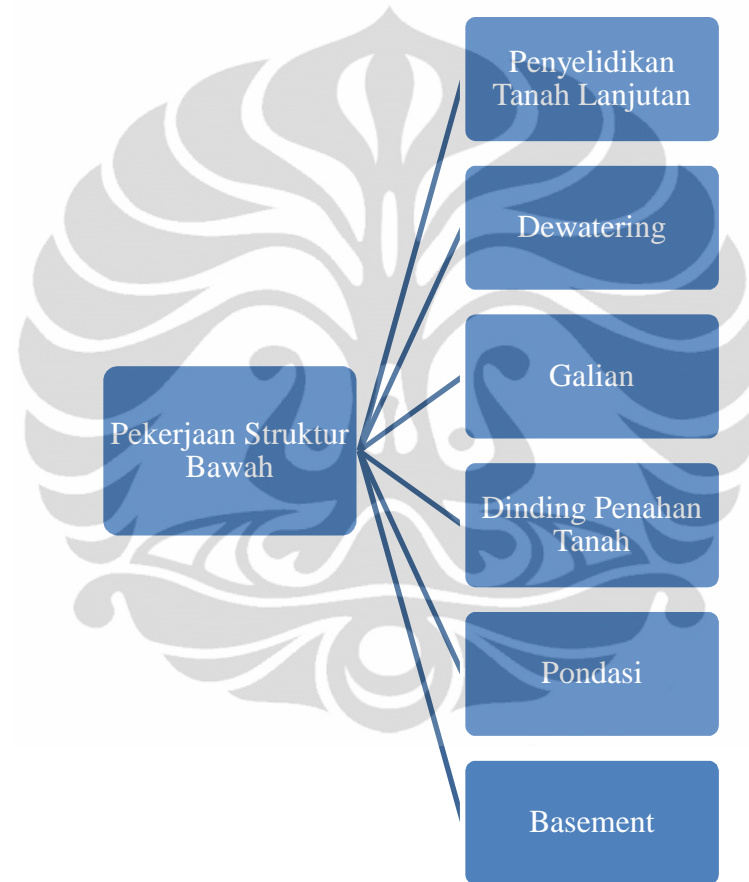 Penyelidikan
Tanah Lanjutan
Dewatering
Galian
Pekerjaan Struktur
Bawah
Dinding Penahan
Tanah
Pondasi
Basement